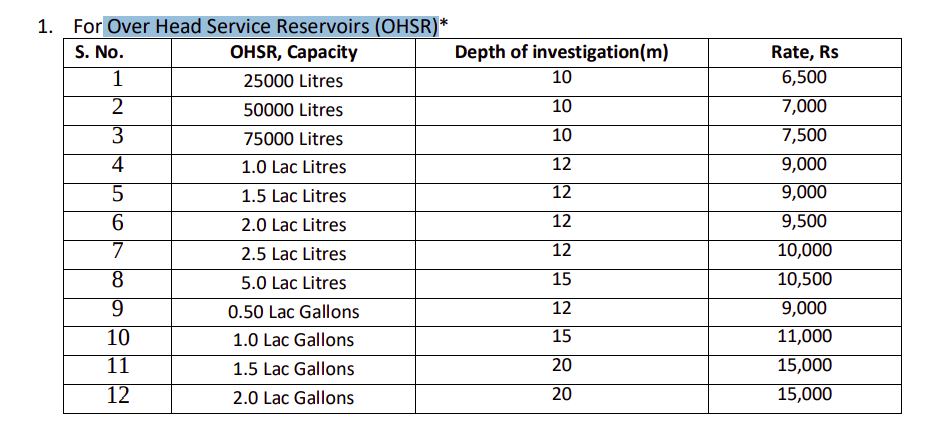 1. For Over Head Service Reservoirs (OHSR)*
S. No. OHSR, Capacity Depth of investigation(m) Rate, Rs
1 25000 Litres 10 6,500
2 50000 Litres 10 7,000
3 75000 Litres 10 7,500
4 1.0 Lac Litres 12 9,000
5 1.5 Lac Litres 12 9,000
6 2.0 Lac Litres 12 9,500
7 2.5 Lac Litres 12 10,000
8 5.0 Lac Litres 15 10,500
9 0.50 Lac Gallons 12 9,000
10 1.0 Lac Gallons 15 11,000
11 1.5 Lac Gallons 20 15,000
12 2.0 Lac Gallons 20 15,000